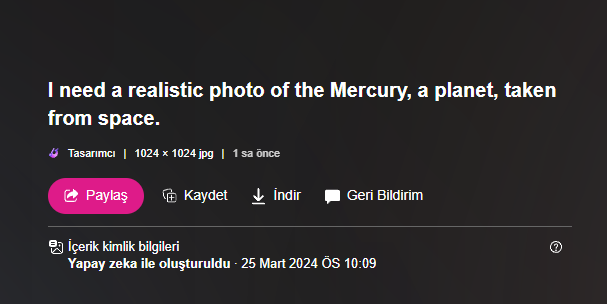 I need a realistic photo of the Mercury, a planet, taken
from space.
Tasarımcı | 1024 × 1024 jpg | 1 sa önce
Paylaş Kaydet İndir Geri Bildirim
İçerik kimlik bilgileri
Yapay zeka ile oluşturuldu · 25 Mart 2024 ÖS 10:09